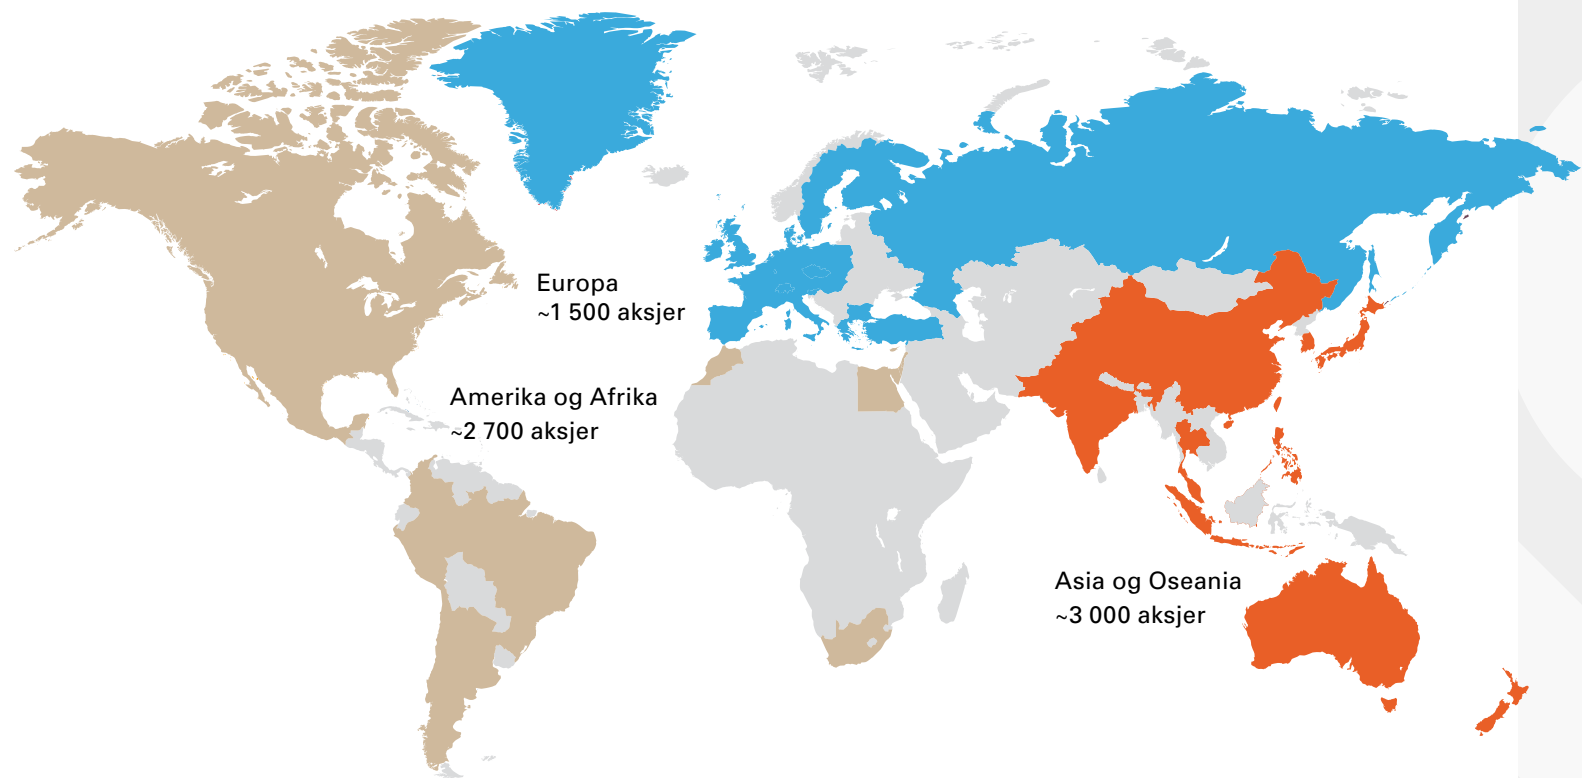 Europa
~1 500 aksjer
Amerika og Afrika
~2 700 aksjer
Asia og Oseania
~3 000 aksjer